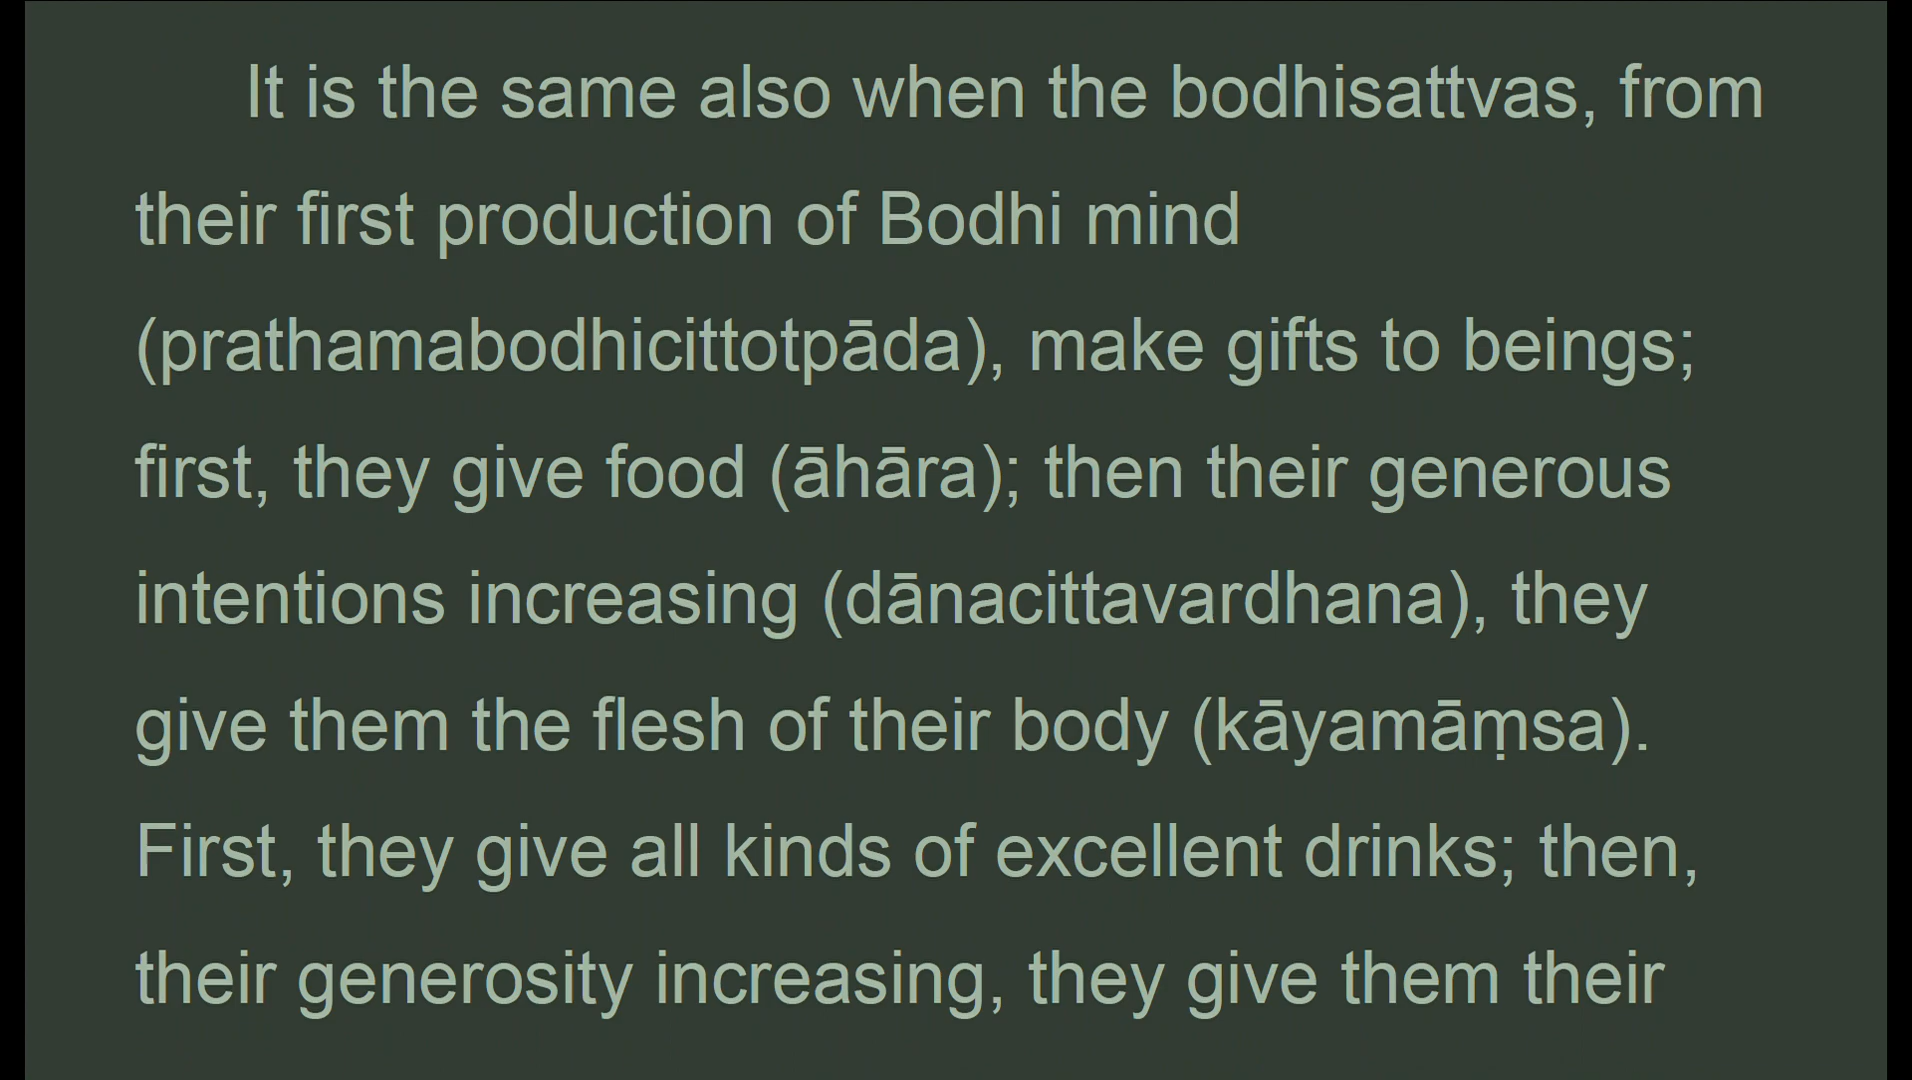 It is the same also when the bodhisattvas, from
their first production of Bodhi mind
(prathamabodhicittotpāda), make gifts to beings;
first, they give food (āhāra); then their generous
intentions increasing (dānacittavardhana), they
give them the flesh of their body (kāyamāṃsa).
First, they give all kinds of excellent drinks; then,
their generosity increasing, they give them their